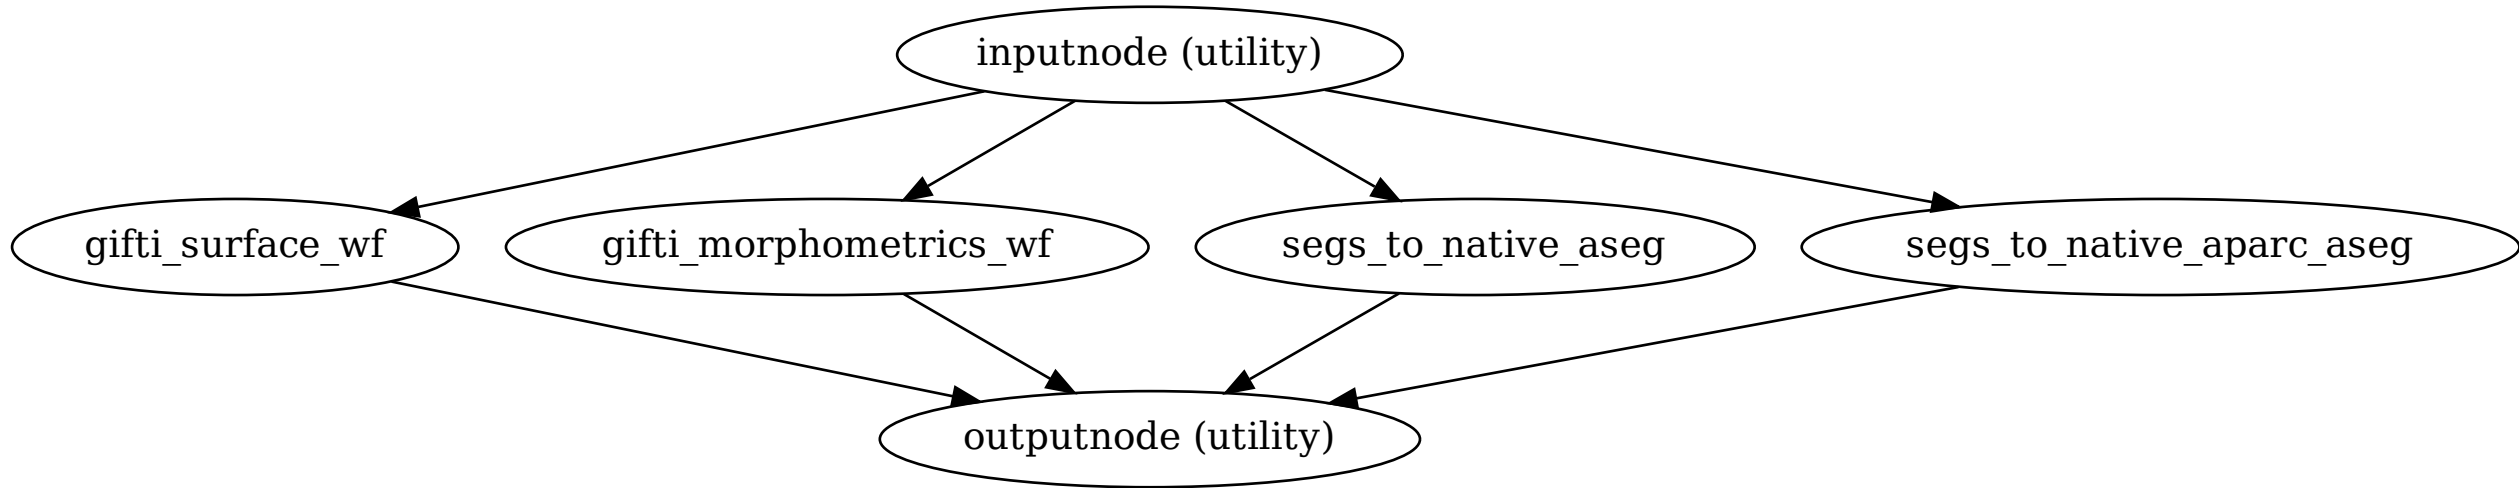 inputnode (utility)
gifti_surface_wf
gifti_morphometrics_wf
segs_to_native_aseg
segs_to_native_aparc_aseg
outputnode (utility)